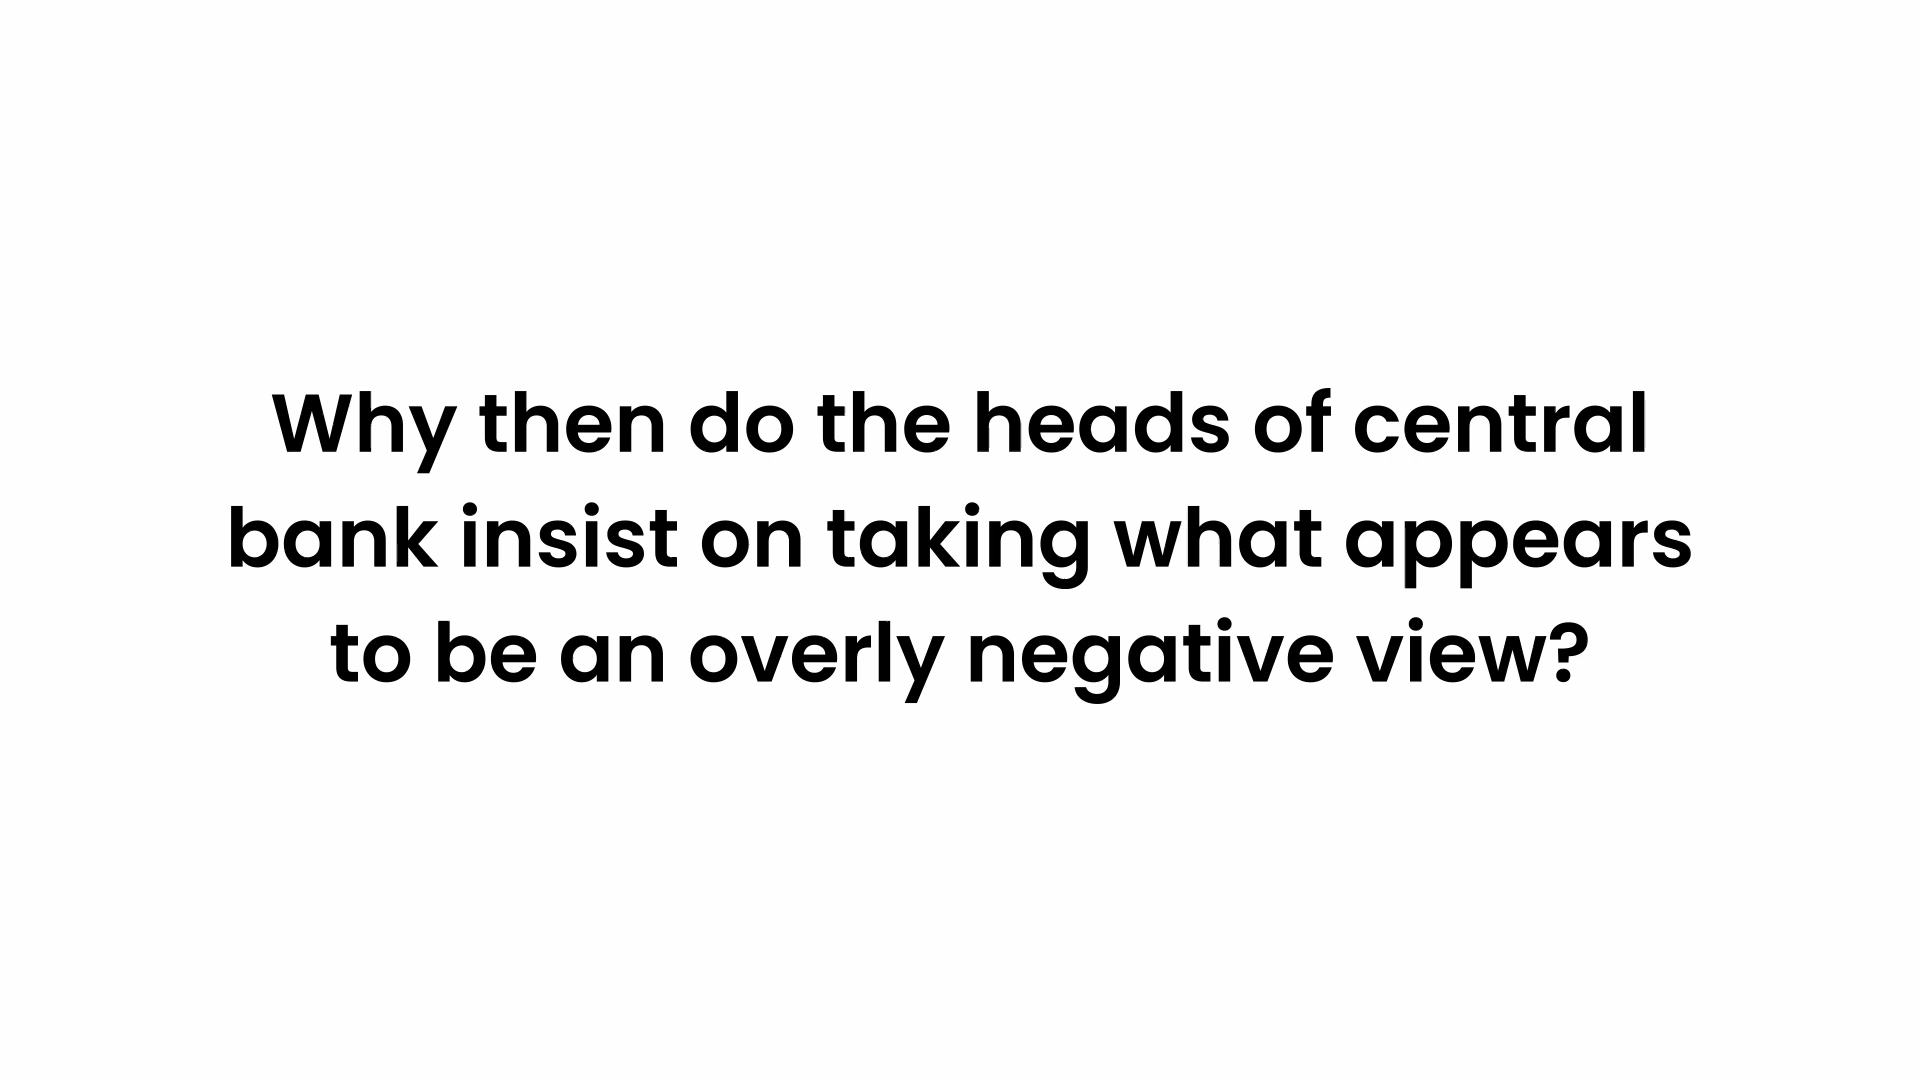 Why then do the heads of central
bank insist on taking what appears
to be an overly negative view?